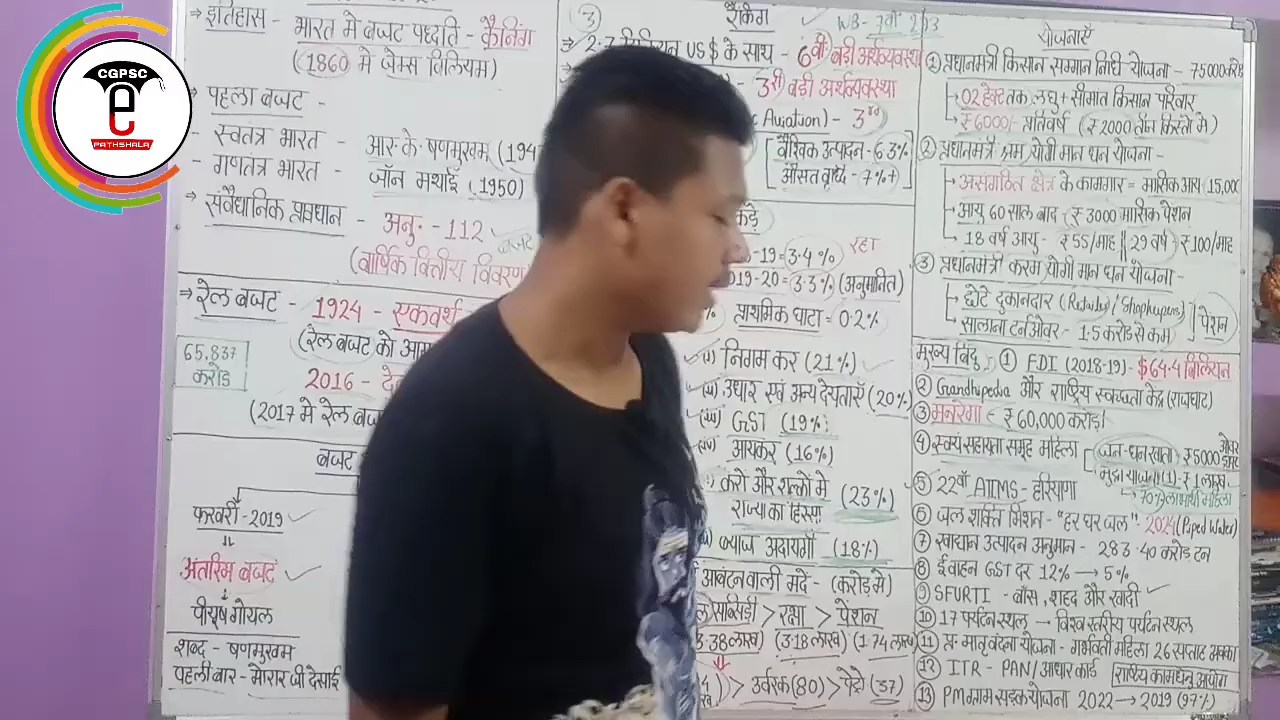 CGPSC
e
PATHSHALA
⇒ इतिहास - भारत मे बजट पध्दति - कैनिंग
(1860 मे जेम्स विलियम)
⇒ पहला बजट -
- स्वतंत्र भारत - आर. के. षणमुखम (194
- गणतंत्र भारत - जॉन मथाई (1950)
⇒ संवैधानिक प्रावधान - अनु. - 112
बजट
(वार्षिक वित्तीय विवरण
⇒ रेल बजट - 1924 - एकवर्थ
(रेल बजट को आम
65,837
करोड
2016 -
(2017 मे रेल बज
बजट
फरवरी - 2019
अंतरिम बजट
पीयूष गोयल
शब्द - षणमुखम
पहली बार - मोरार जी देसाई
③ रैंकिंग
US $ के साथ - 6वी बड़ी अर्थव्यवस्था
3री बड़ी अर्थव्यवस्था
Aviation) - 3rd
वैश्विक उत्पादन - 6.3%
औसत वृध्दि - 7%+
-19 = 3.4% रहा
019-20 = 3.3% (अनुमानित)
प्राथमिक घाटा = 0.2%
(i) निगम कर (21%)
(ii) उधार एवं अन्य देयताएँ (20%)
(iii) GST (19%)
(iv) आयकर (16%)
करो और शुल्कों मे (23%)
राज्य का हिस्सा
ब्याज अदायगी (18%)
आवंटन वाली मदें - (करोड़ मे)
सब्सिडी > रक्षा > पेंशन
3.38 लाख) (3.18 लाख) (1.74 लाख
> उर्वरक (80) > पेट्रो (37)
योजनाएँ
① प्रधानमंत्री किसान सम्मान निधि योजना - 75000 करोड
02 हेक्टे तक लघु + सीमांत किसान परिवार
₹ 6000/- प्रतिवर्ष (₹ 2000 तीन किस्तो मे)
② प्रधानमंत्री श्रम योगी मान धन योजना -
असंगठित क्षेत्र के कामगार = मासिक आय (15,000
आयु 60 साल बाद (₹ 3000 मासिक पेंशन
18 वर्ष आयु - ₹ 55/माह || 29 वर्ष → ₹ 100/माह
③ प्रधानमंत्री करम योगी मान धन योजना -
छोटे दुकानदार
सालाना टर्न ओवर - 1.5 करोड से कम
पेंशन
मुख्य बिंदु
① FDI (2018-19) - $ 64.4 बिलियन
② Gandhipedia और राष्ट्रिय स्वच्छता केंद्र (राजघाट)
③ मनरेगा = ₹ 60,000 करोड़
④ स्वयं सहायता समूह महिला
जन-धन खाता → ₹ 5000
मुद्रा योजना (1) - ₹ 1 लाख
70% लाभार्थी महिला
⑤ 22वॉ AIIMS - हरियाणा
⑥ जल शक्ति मिशन - "हर घर जल". 2024 (Piped Water)
⑦ खाद्यान उत्पादन अनुमान - 283.40 करोड़ टन
⑧ ई वाहन GST दर 12% → 5%
⑨ SFURTI - बॉस, शहद और खादी
⑩ 17 पर्यटन स्थल → विश्व स्तरीय पर्यटन स्थल
⑪ प्र. मातृ वंदना योजना - गर्भवती महिला 26 सप्ताह
⑫ ITR - PAN/आधार कार्ड
राष्ट्रिय कामधेनु आयोग
⑬ PM ग्राम सड़क योजना 2022 → 2019 (97%)